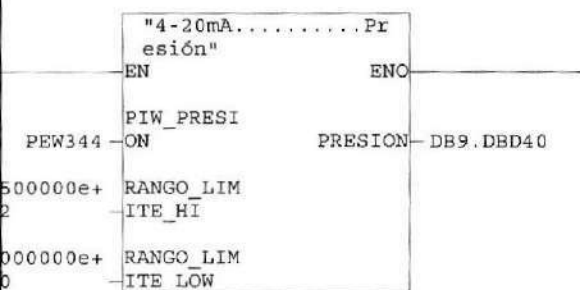 "4-20mA..........Pr
esión"
EN ENO
PIW_PRESI
PEW344 ON PRESION DB9.DBD40
500000e+ RANGO_LIM
2 ITE_HI
000000e+ RANGO_LIM
0 ITE_LOW